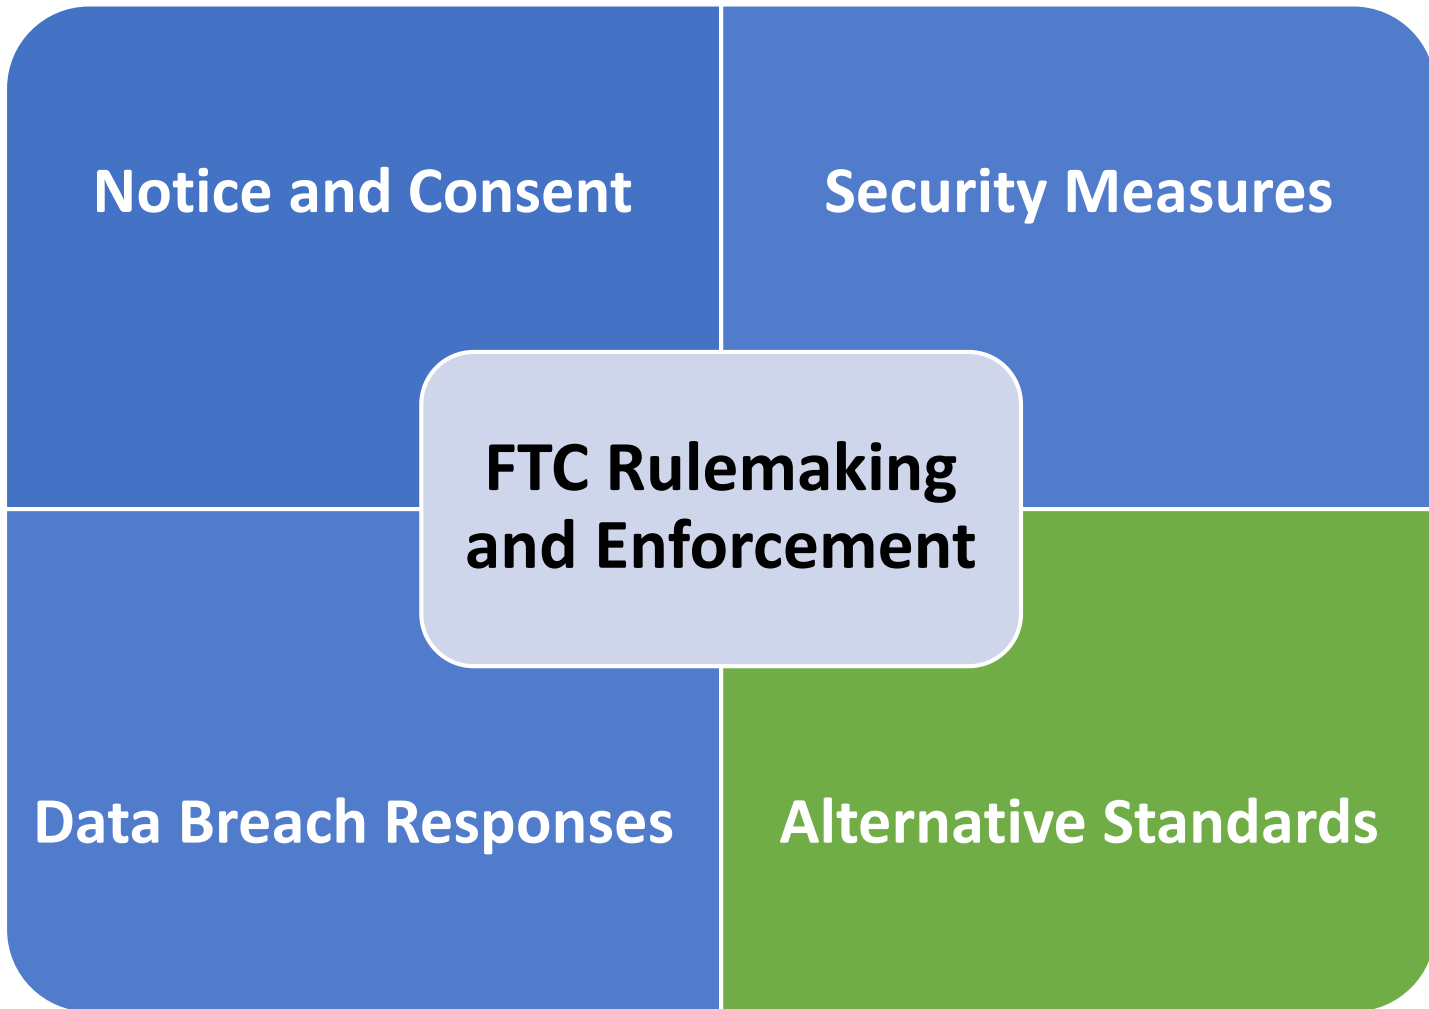 Notice and Consent
Security Measures
FTC Rulemaking
and Enforcement
Data Breach Responses
Alternative Standards